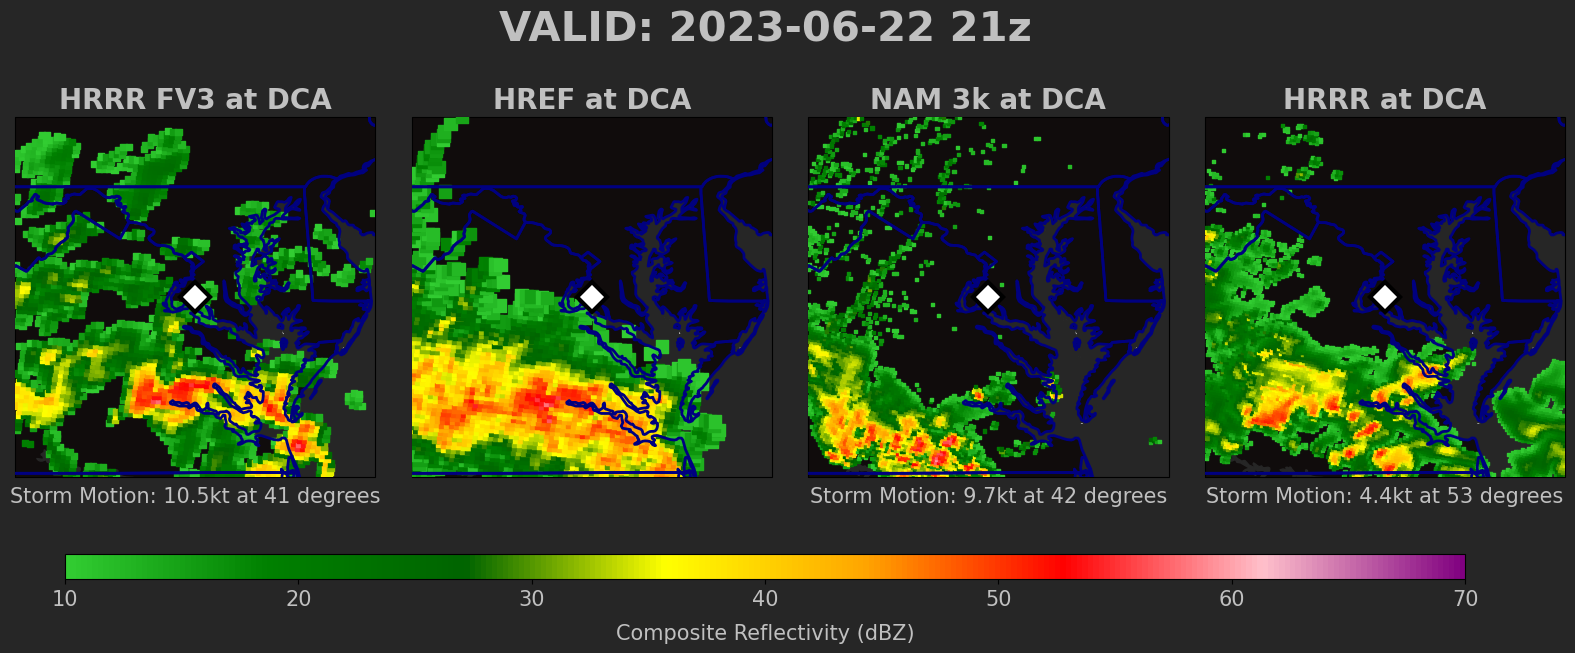 VALID: 2023-06-22 21z
HRRR FV3 at DCA
HREF at DCA
NAM 3k at DCA
HRRR at DCA
Storm Motion: 10.5kt at 41 degrees
Storm Motion: 9.7kt at 42 degrees
Storm Motion: 4.4kt at 53 degrees
10 20 30 40 50 60 70
Composite Reflectivity (dBZ)